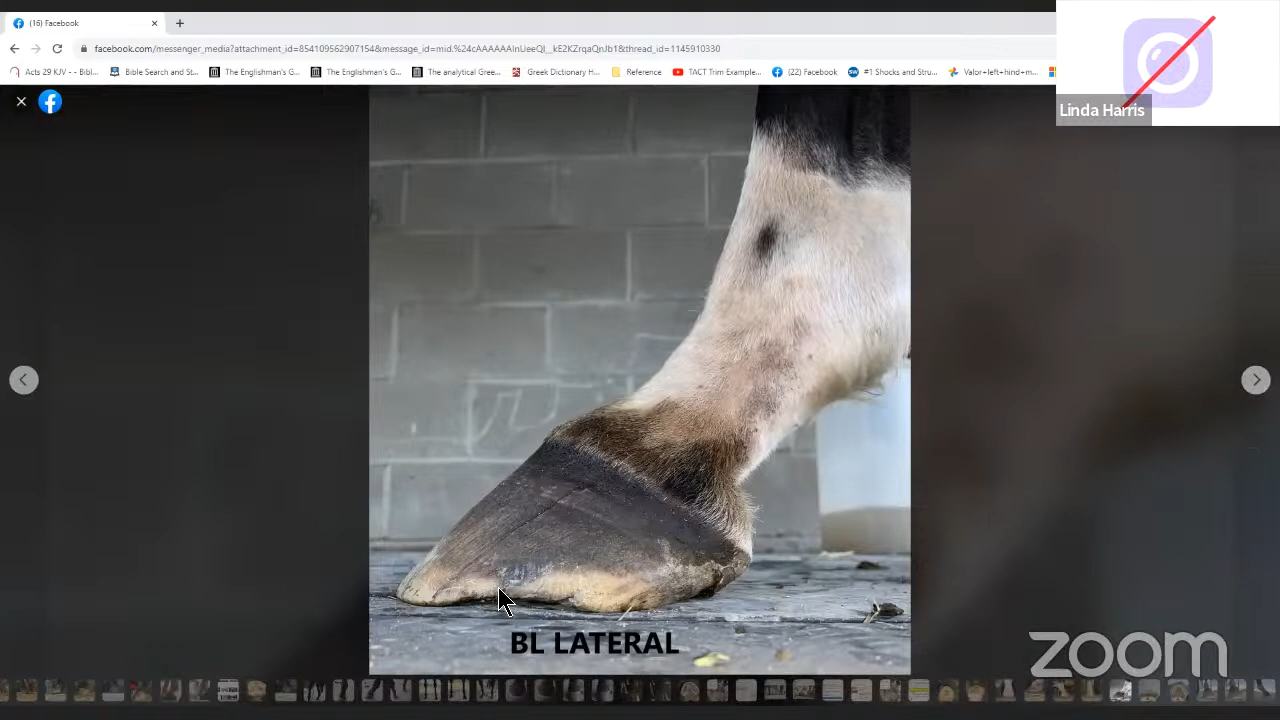 (16) Facebook
facebook.com/messenger_media?attachment_id=854109562907154&message_id=mid.%24cAAAAAAInUeeQl_kE2KZrqaQnJb1&thread_id=1145910330
Acts 29 KJV - - Bibl...
Bible Search and St...
The Englishman's G...
The Englishman's G...
The analytical Gree...
Greek Dictionary H...
Reference
TACT Trim Example...
(22) Facebook
#1 Shocks and Stru...
Valor+left+hind+m...
Linda Harris
BL LATERAL
zoom